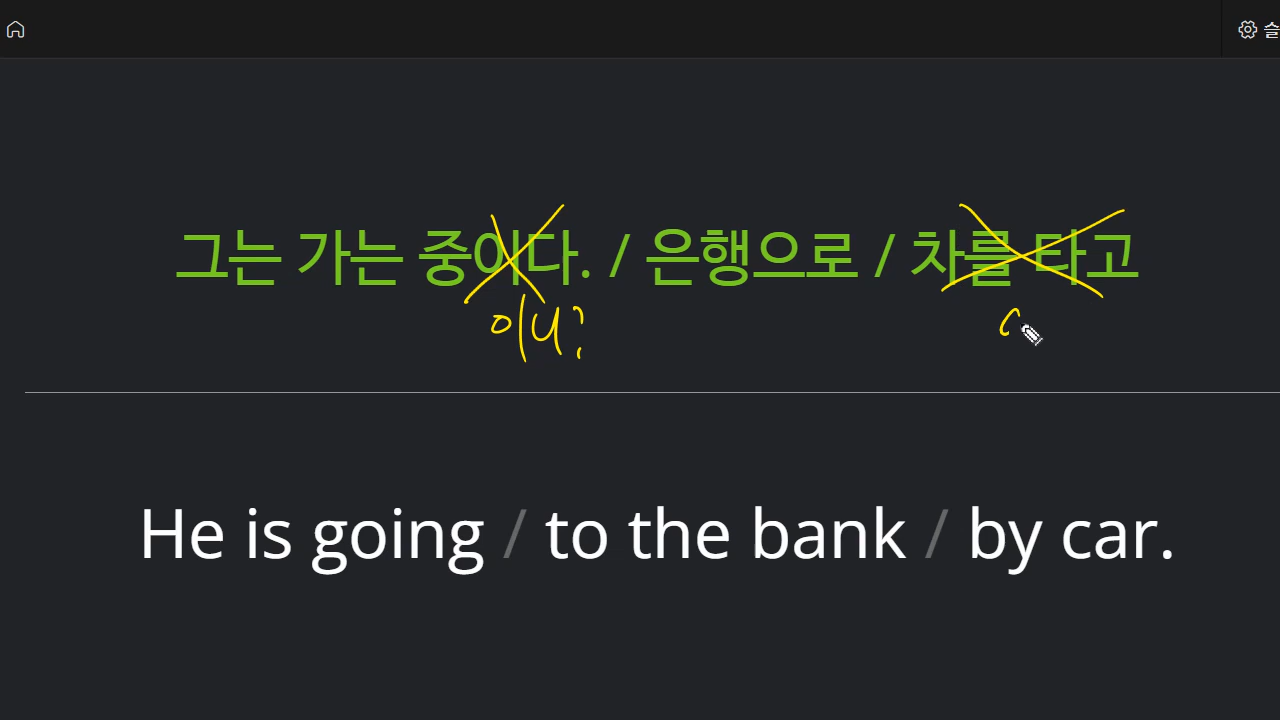 슬
그는 가는 중이다. / 은행으로 / 차를 타고
이니?
He is going / to the bank / by car.